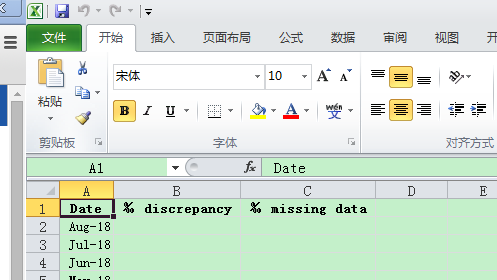 文件 开始 插入 页面布局 公式 数据 审阅 视图 开
宋体 10 A A
粘贴 B I U A wén 文
剪贴板 字体 对齐方式
A1 fx Date
A B C D E
1 Date % discrepancy % missing data
2 Aug-18
3 Jul-18
4 Jun-18